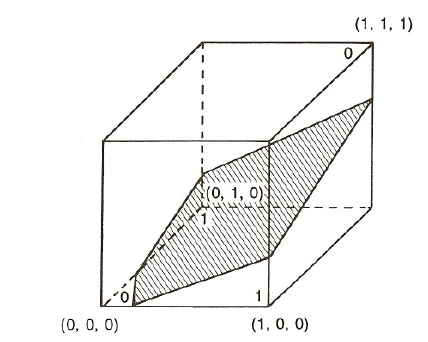 (1, 1, 1)
0
(0, 1, 0)
1
0
1
(0, 0, 0)
(1, 0, 0)